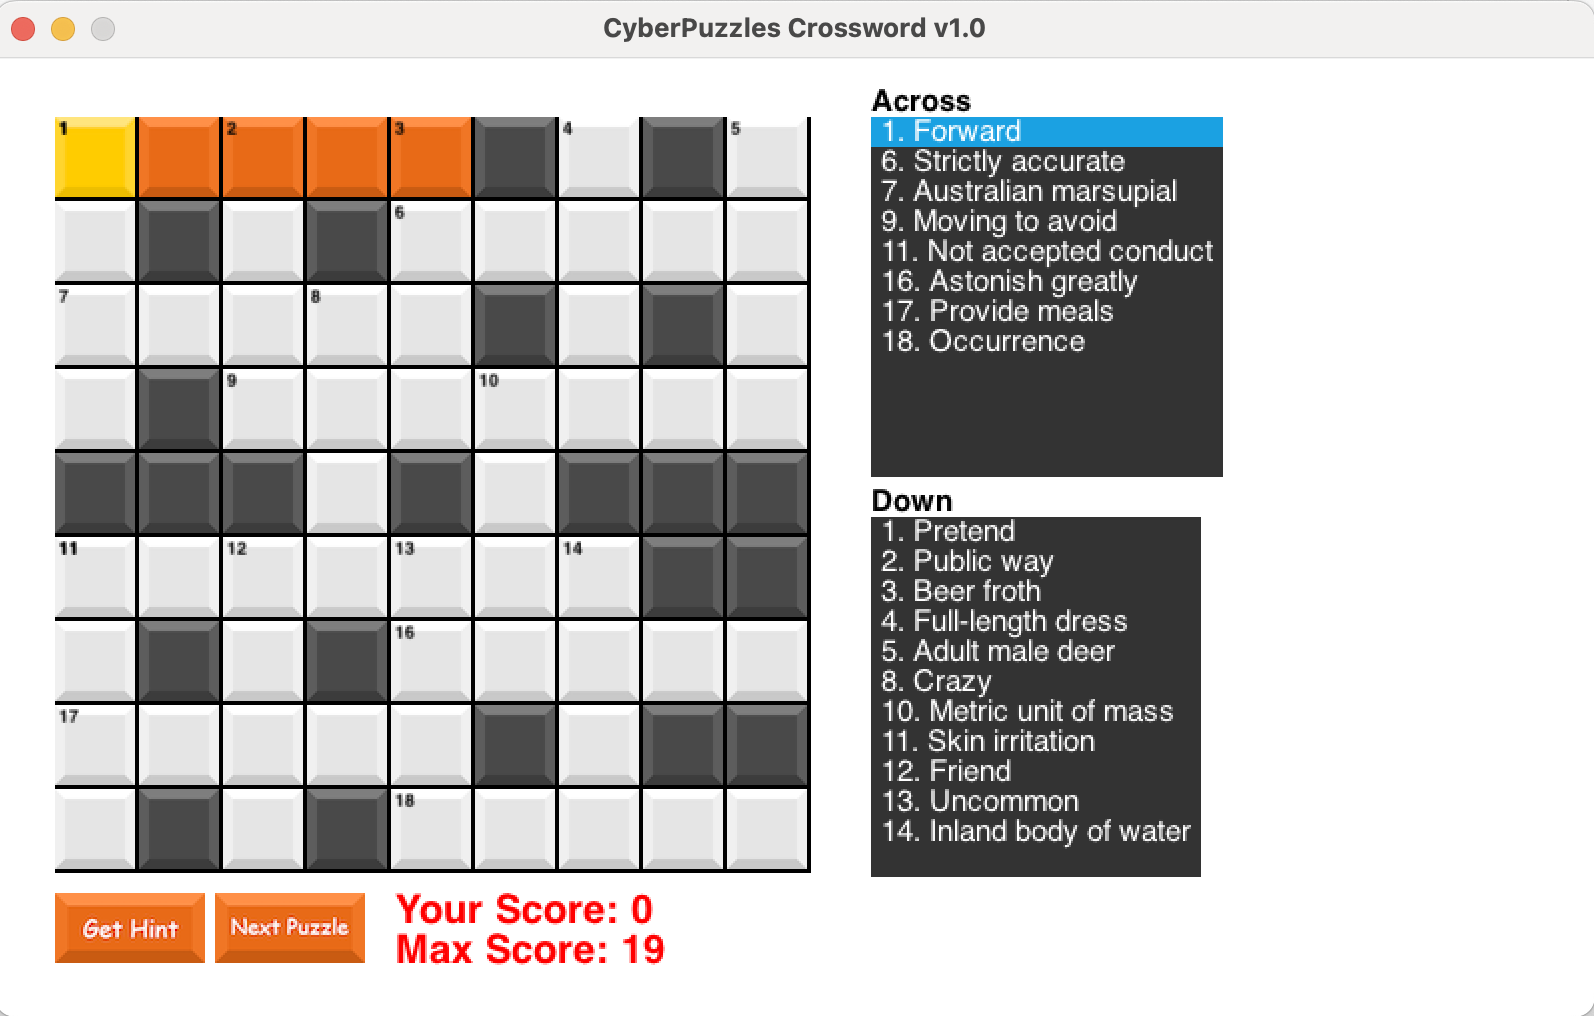 CyberPuzzles Crossword v1.0
Across
1. Forward
6. Strictly accurate
7. Australian marsupial
9. Moving to avoid
11. Not accepted conduct
16. Astonish greatly
17. Provide meals
18. Occurrence
Down
1. Pretend
2. Public way
3. Beer froth
4. Full-length dress
5. Adult male deer
8. Crazy
10. Metric unit of mass
11. Skin irritation
12. Friend
13. Uncommon
14. Inland body of water
1 2 3 4 5
6
7 8
9 10
11 12 13 14
16
17
18
Get Hint Next Puzzle
Your Score: 0
Max Score: 19